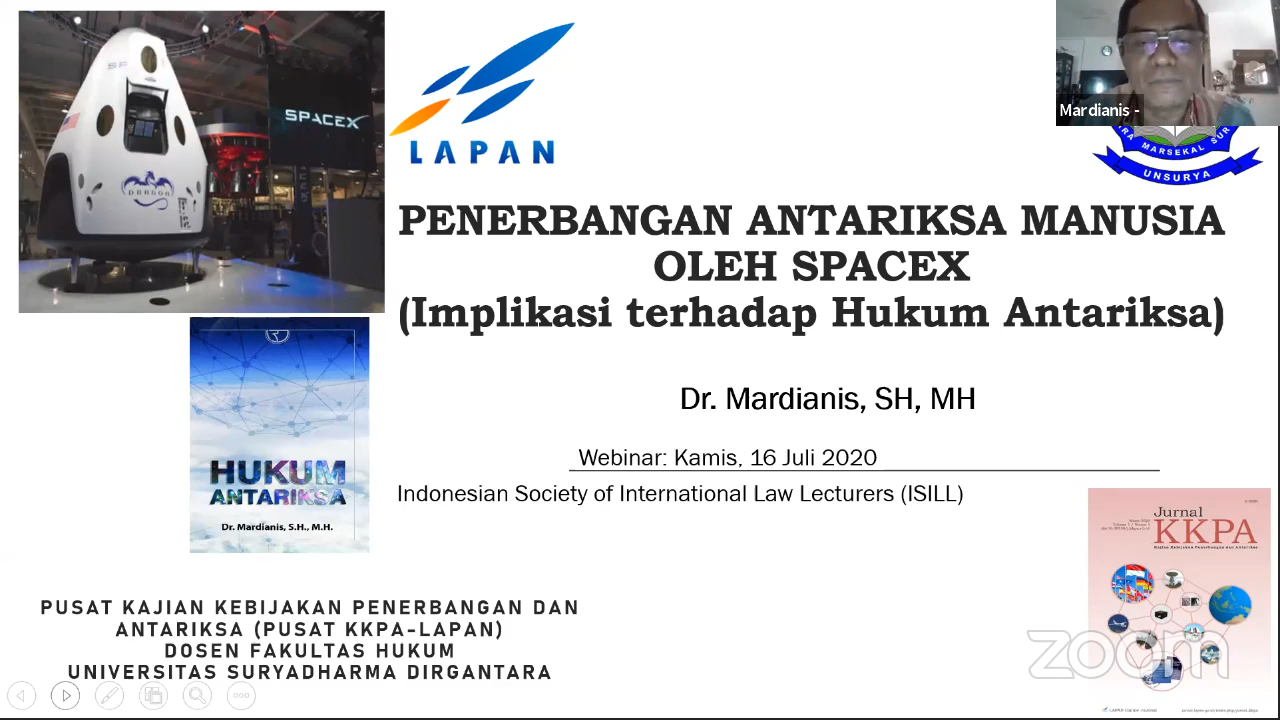 SPACEX
DRAGON
LAPAN
Mardianis -
MARSEKAL
UNSURYA
PENERBANGAN ANTARIKSA MANUSIA
OLEH SPACEX
(Implikasi terhadap Hukum Antariksa)
Dr. Mardianis, SH, MH
Webinar: Kamis, 16 Juli 2020
Indonesian Society of International Law Lecturers (ISILL)
HUKUM
ANTARIKSA
Dr. Mardianis, S.H., M.H.
Jurnal
KKPA
PUSAT KAJIAN KEBIJAKAN PENERBANGAN DAN
ANTARIKSA (PUSAT KKPA-LAPAN)
DOSEN FAKULTAS HUKUM
UNIVERSITAS SURYADHARMA DIRGANTARA
zoom